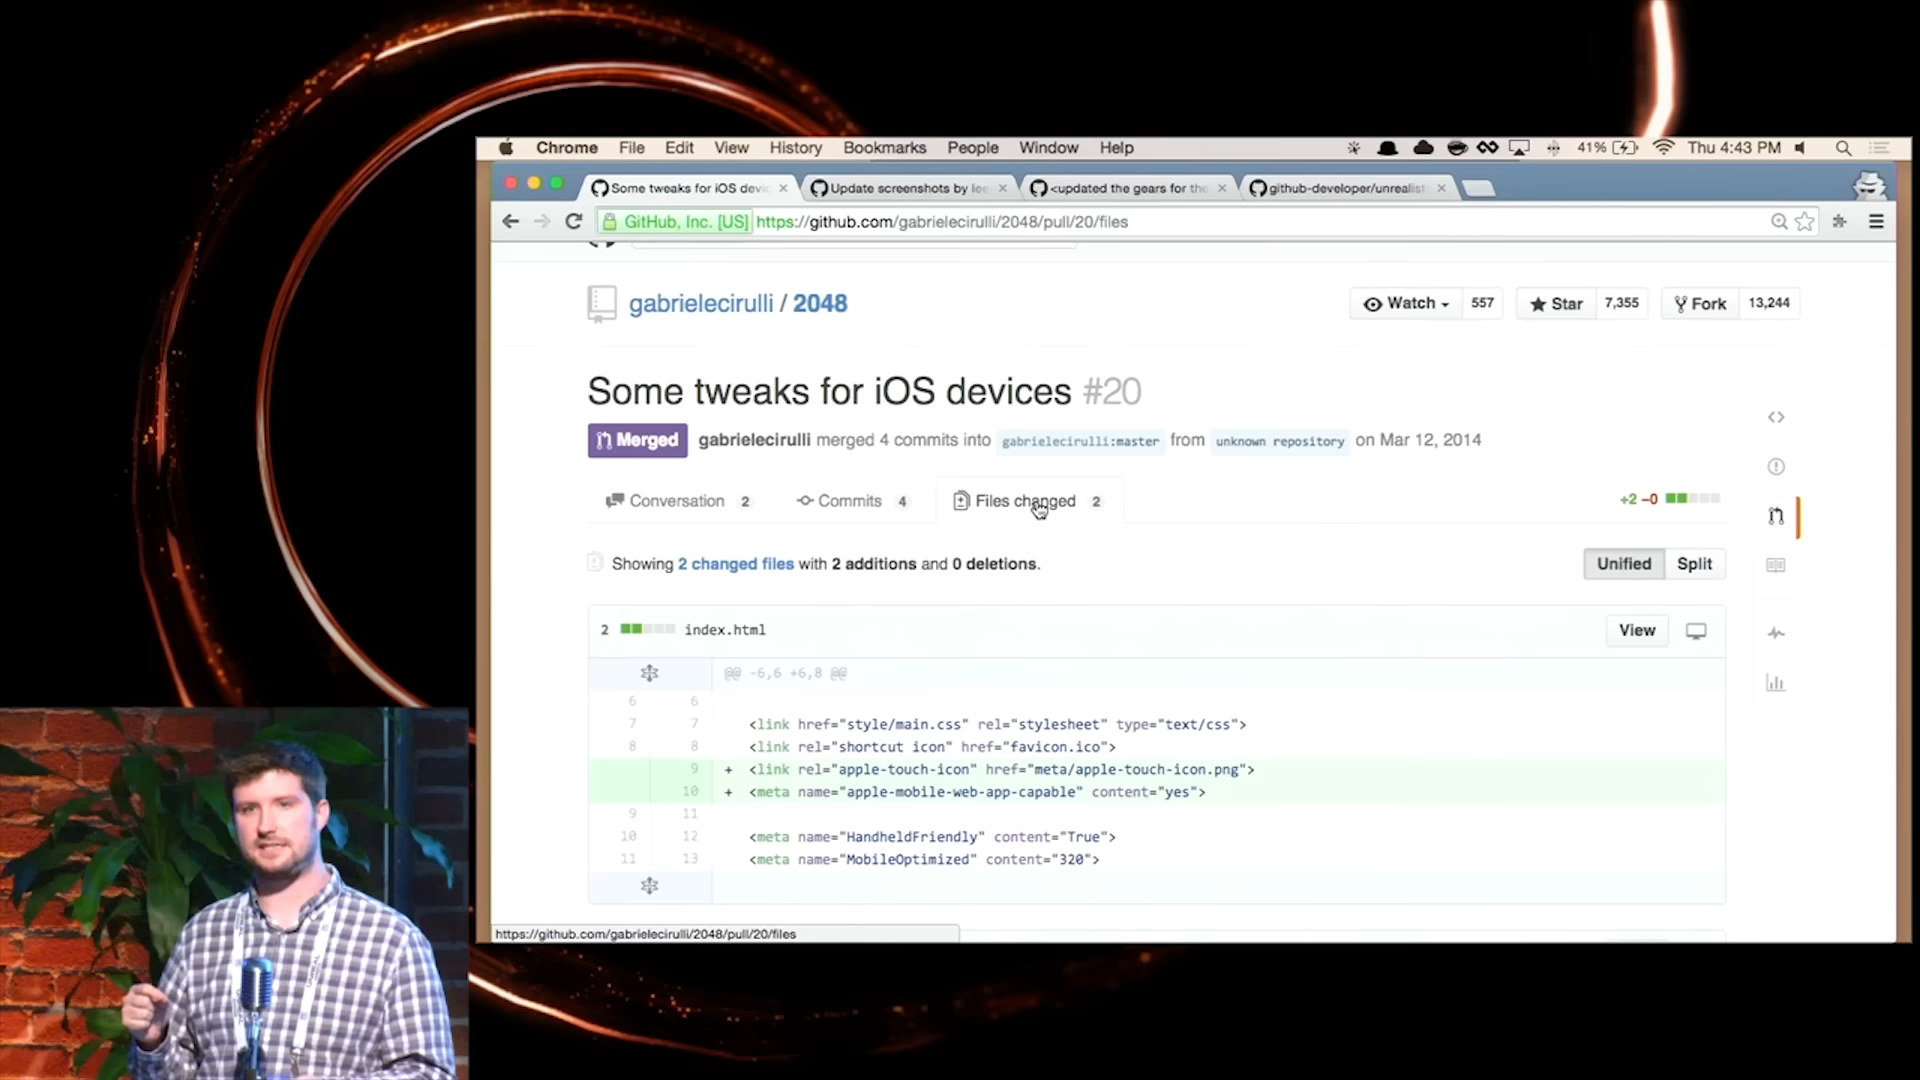 Chrome File Edit View History Bookmarks People Window Help 41% Thu 4:43 PM
Some tweaks for iOS devic Update screenshots by lee <updated the gears for the github-developer/unrealist
GitHub, Inc. [US] https://github.com/gabrielecirulli/2048/pull/20/files
gabrielecirulli / 2048 Watch 557 Star 7,355 Fork 13,244
Some tweaks for iOS devices #20
Merged gabrielecirulli merged 4 commits into gabrielecirulli:master from unknown repository on Mar 12, 2014
Conversation 2 Commits 4 Files changed 2 +2 −0
Showing 2 changed files with 2 additions and 0 deletions. Unified Split
2 index.html View
@@ -6,6 +6,8 @@
6 6
7 7 <link href="style/main.css" rel="stylesheet" type="text/css">
8 8 <link rel="shortcut icon" href="favicon.ico">
9 + <link rel="apple-touch-icon" href="meta/apple-touch-icon.png">
10 + <meta name="apple-mobile-web-app-capable" content="yes">
9 11
10 12 <meta name="HandheldFriendly" content="True">
11 13 <meta name="MobileOptimized" content="320">
https://github.com/gabrielecirulli/2048/pull/20/files